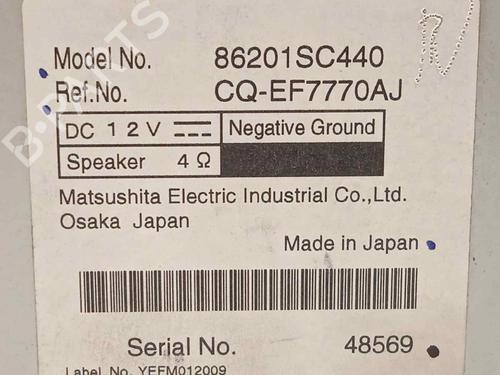 Model No. 86201SC440
Ref.No. CQ-EF7770AJ
DC 12V Negative Ground
Speaker 4Ω
Matsushita Electric Industrial Co.,Ltd.
Osaka Japan
Made in Japan
Serial No. 48569
Label No. YEFM012009
B-PARTS